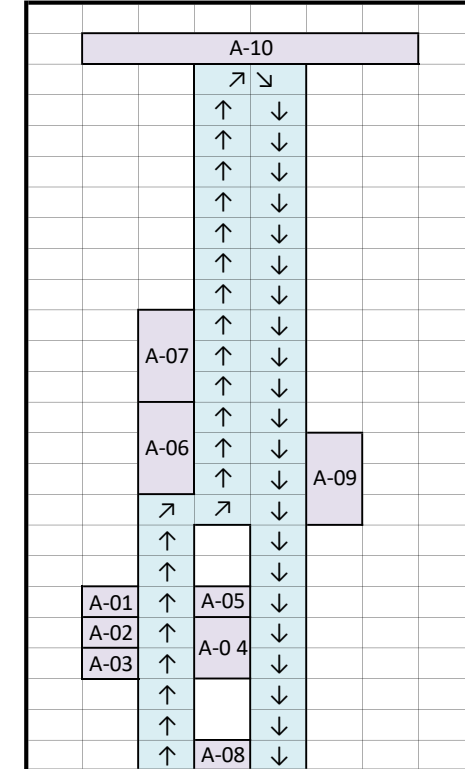 A-10
↗ ↘
↑ ↓
↑ ↓
↑ ↓
↑ ↓
↑ ↓
↑ ↓
↑ ↓
↑ ↓
A-07 ↑ ↓
↑ ↓
↑ ↓
A-06 ↑ ↓
↑ A-09 ↓
↗ ↗ ↓
↑ ↓
↑ ↓
A-01 ↑ A-05 ↓
A-02 ↑ A-0 4 ↓
A-03 ↑ ↓
↑ ↓
↑ ↓
↑ A-08 ↓